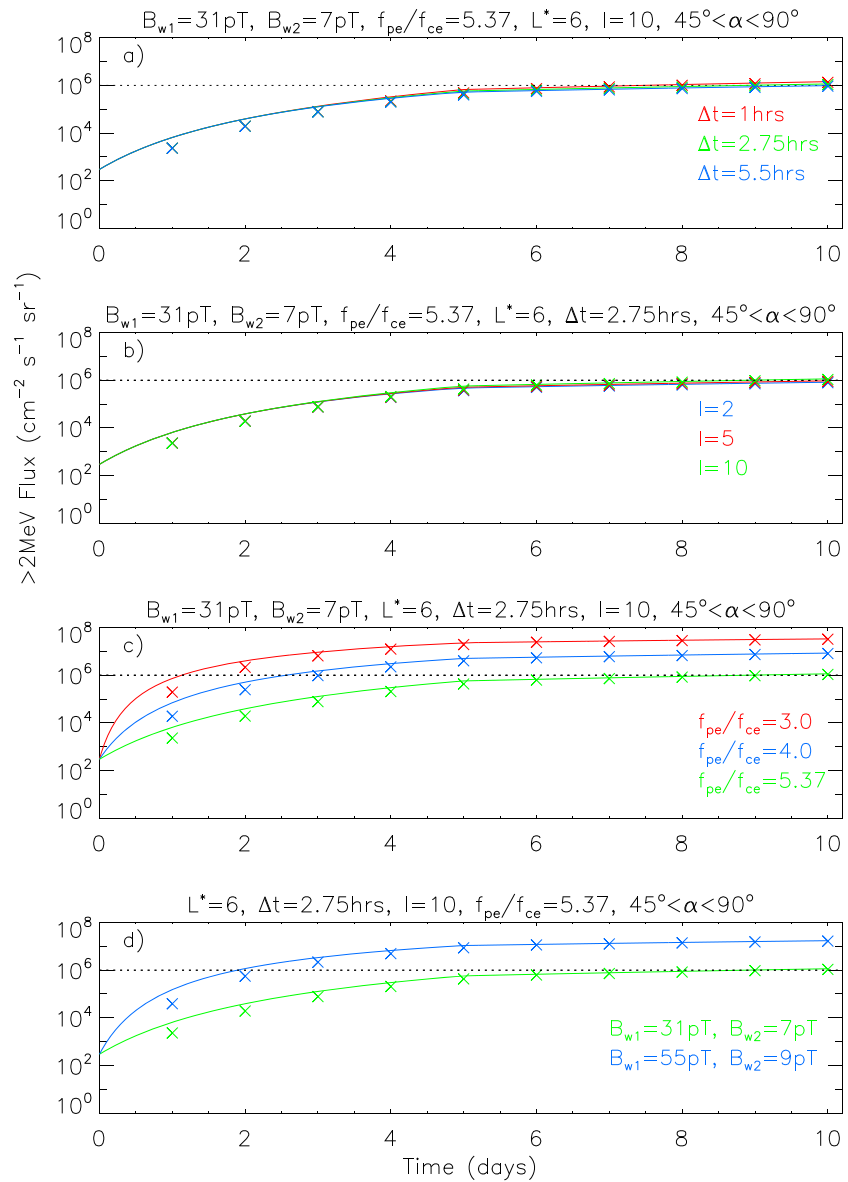 B_w1=31pT, B_w2=7pT, f_pe/f_ce=5.37, L*=6, l=10, 45°<α<90°
a)
10^8
10^6
10^4
10^2
10^0
Δt=1hrs
Δt=2.75hrs
Δt=5.5hrs
0 2 4 6 8 10
B_w1=31pT, B_w2=7pT, f_pe/f_ce=5.37, L*=6, Δt=2.75hrs, 45°<α<90°
b)
10^8
10^6
10^4
10^2
10^0
l=2
l=5
l=10
0 2 4 6 8 10
>2MeV Flux (cm^-2 s^-1 sr^-1)
B_w1=31pT, B_w2=7pT, L*=6, Δt=2.75hrs, l=10, 45°<α<90°
c)
10^8
10^6
10^4
10^2
10^0
f_pe/f_ce=3.0
f_pe/f_ce=4.0
f_pe/f_ce=5.37
0 2 4 6 8 10
L*=6, Δt=2.75hrs, l=10, f_pe/f_ce=5.37, 45°<α<90°
d)
10^8
10^6
10^4
10^2
10^0
B_w1=31pT, B_w2=7pT
B_w1=55pT, B_w2=9pT
0 2 4 6 8 10
Time (days)